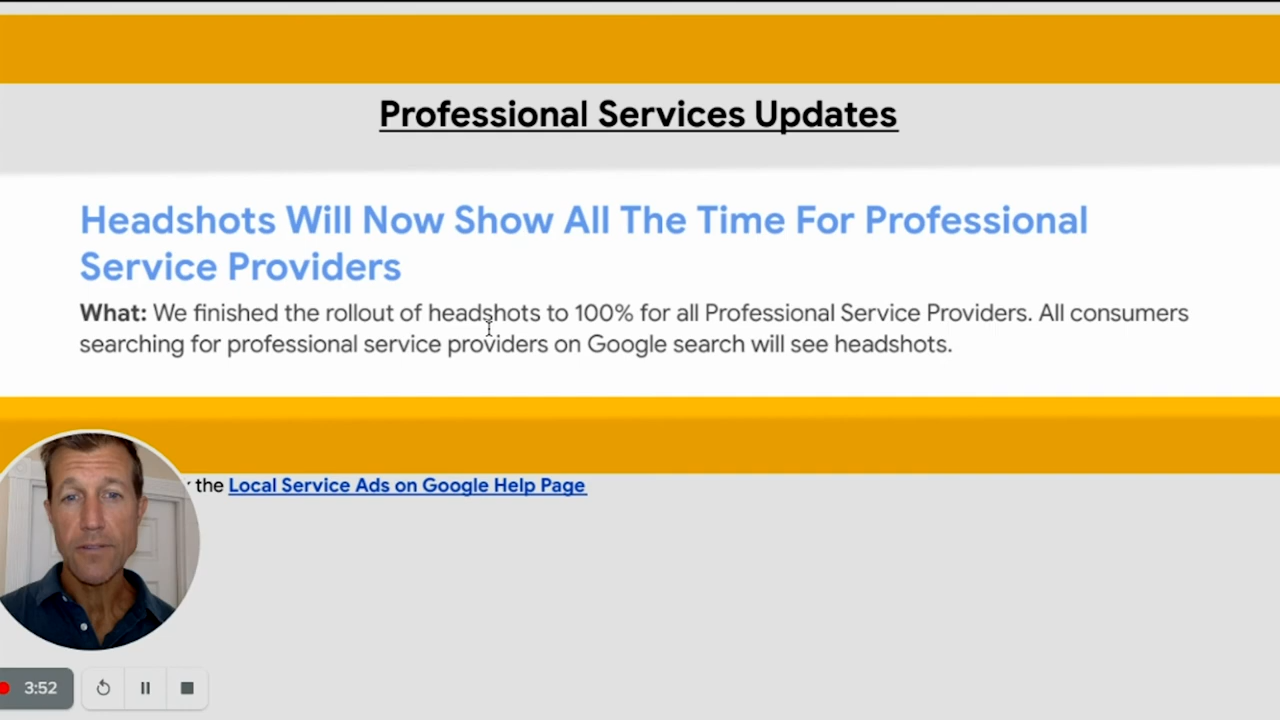 Professional Services Updates
Headshots Will Now Show All The Time For Professional
Service Providers
What: We finished the rollout of headshots to 100% for all Professional Service Providers. All consumers
searching for professional service providers on Google search will see headshots.
the Local Service Ads on Google Help Page
3:52